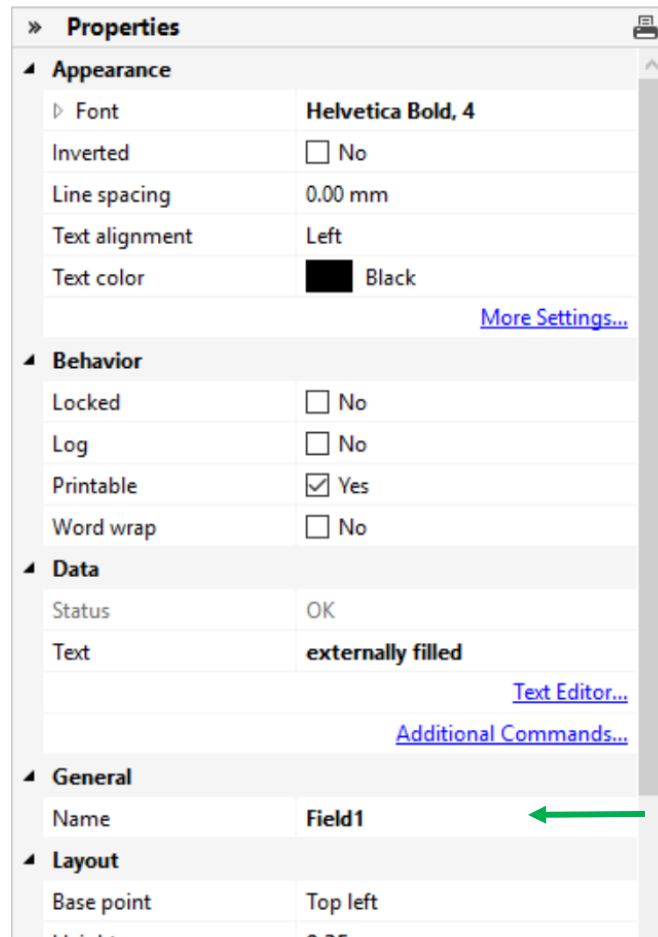 » Properties
Appearance
Font Helvetica Bold, 4
Inverted No
Line spacing 0.00 mm
Text alignment Left
Text color Black
More Settings...
Behavior
Locked No
Log No
Printable Yes
Word wrap No
Data
Status OK
Text externally filled
Text Editor...
Additional Commands...
General
Name Field1
Layout
Base point Top left